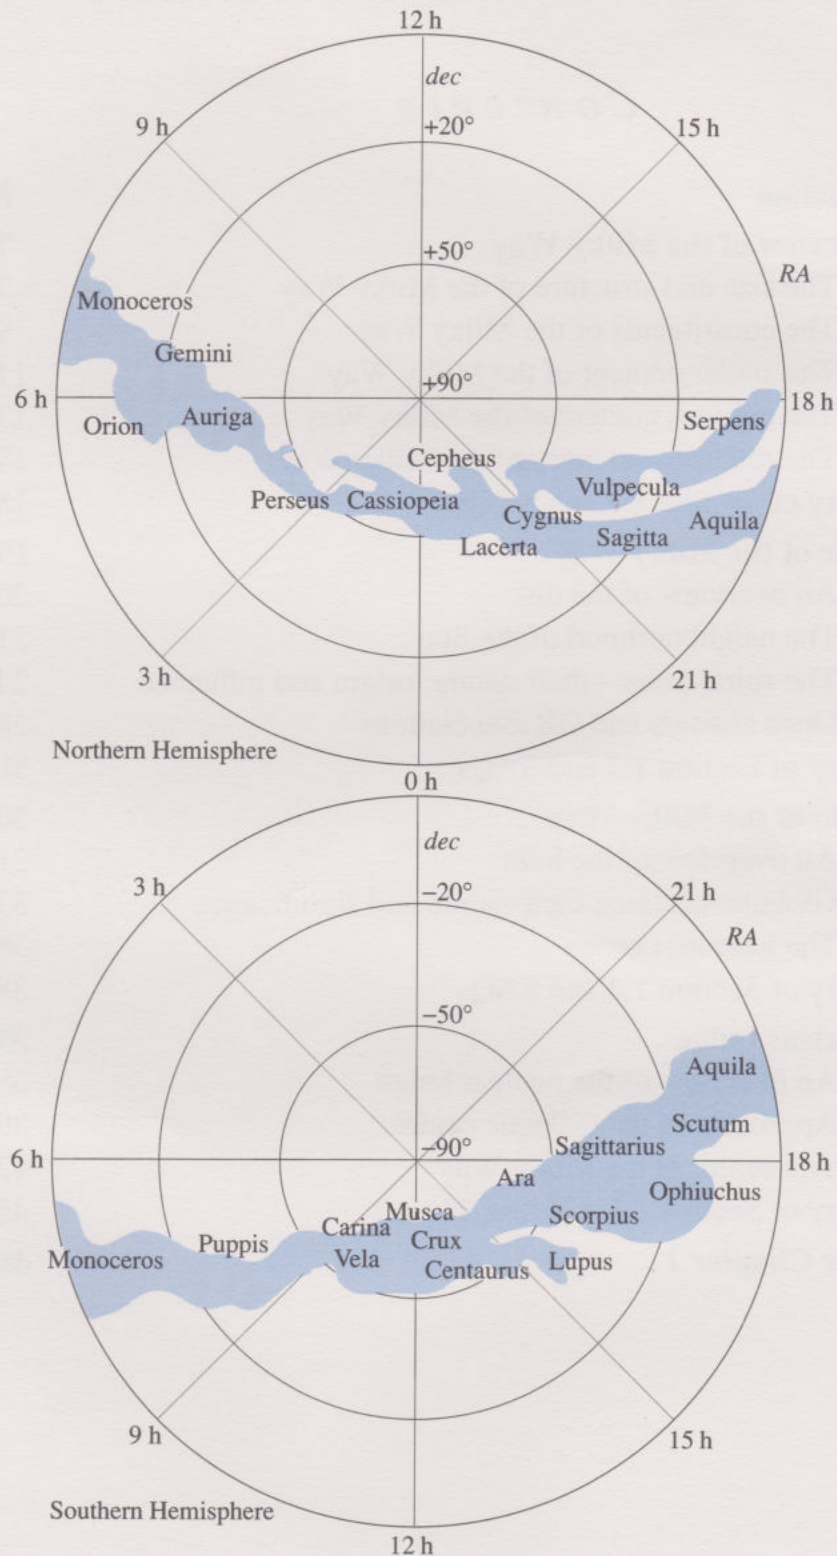 12 h
dec
9 h
+20°
15 h
+50°
RA
Monoceros
Gemini
+90°
6 h
18 h
Orion
Auriga
Serpens
Cepheus
Perseus
Cassiopeia
Vulpecula
Cygnus
Sagitta
Aquila
Lacerta
3 h
21 h
Northern Hemisphere
0 h
dec
3 h
−20°
21 h
RA
−50°
Aquila
Scutum
Sagittarius
−90°
6 h
18 h
Ara
Ophiuchus
Musca
Scorpius
Carina
Crux
Puppis
Monoceros
Vela
Centaurus
Lupus
9 h
15 h
Southern Hemisphere
12 h